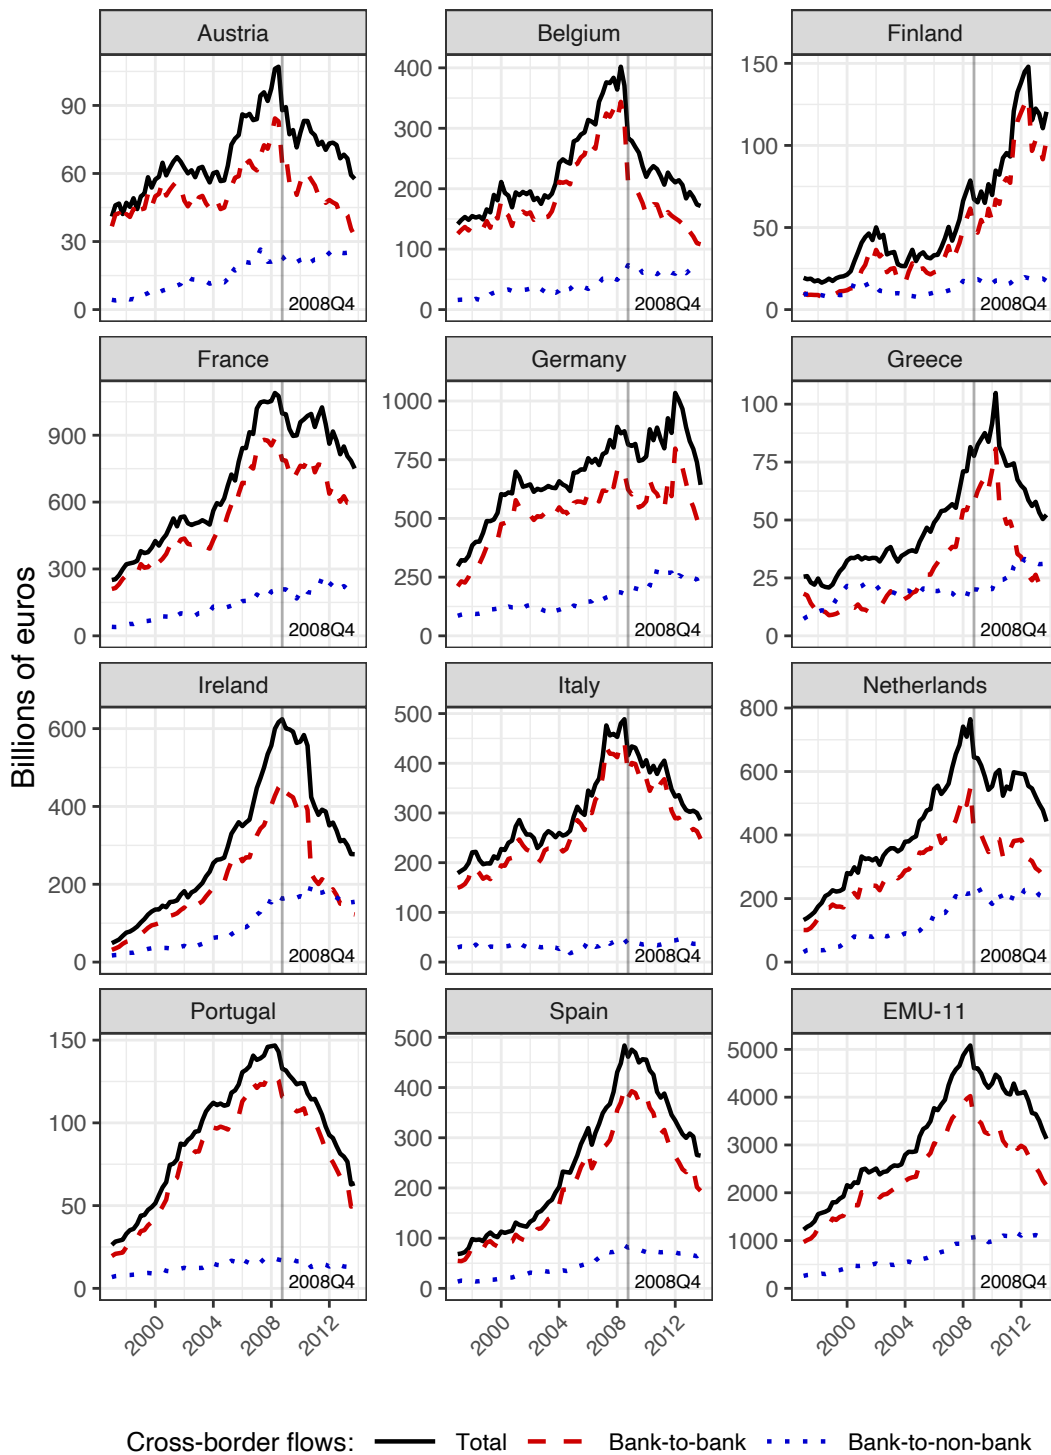 Austria
Belgium
Finland
90
60
30
0
2008Q4
400
300
200
100
0
2008Q4
150
100
50
0
2008Q4
France
Germany
Greece
900
600
300
0
2008Q4
1000
750
500
250
0
2008Q4
100
75
50
25
0
2008Q4
Billions of euros
Ireland
Italy
Netherlands
600
400
200
0
2008Q4
500
400
300
200
100
0
2008Q4
800
600
400
200
0
2008Q4
Portugal
Spain
EMU-11
150
100
50
0
2008Q4
500
400
300
200
100
0
2008Q4
5000
4000
3000
2000
1000
0
2008Q4
2000 2004 2008 2012
2000 2004 2008 2012
2000 2004 2008 2012
Cross-border flows: Total Bank-to-bank Bank-to-non-bank